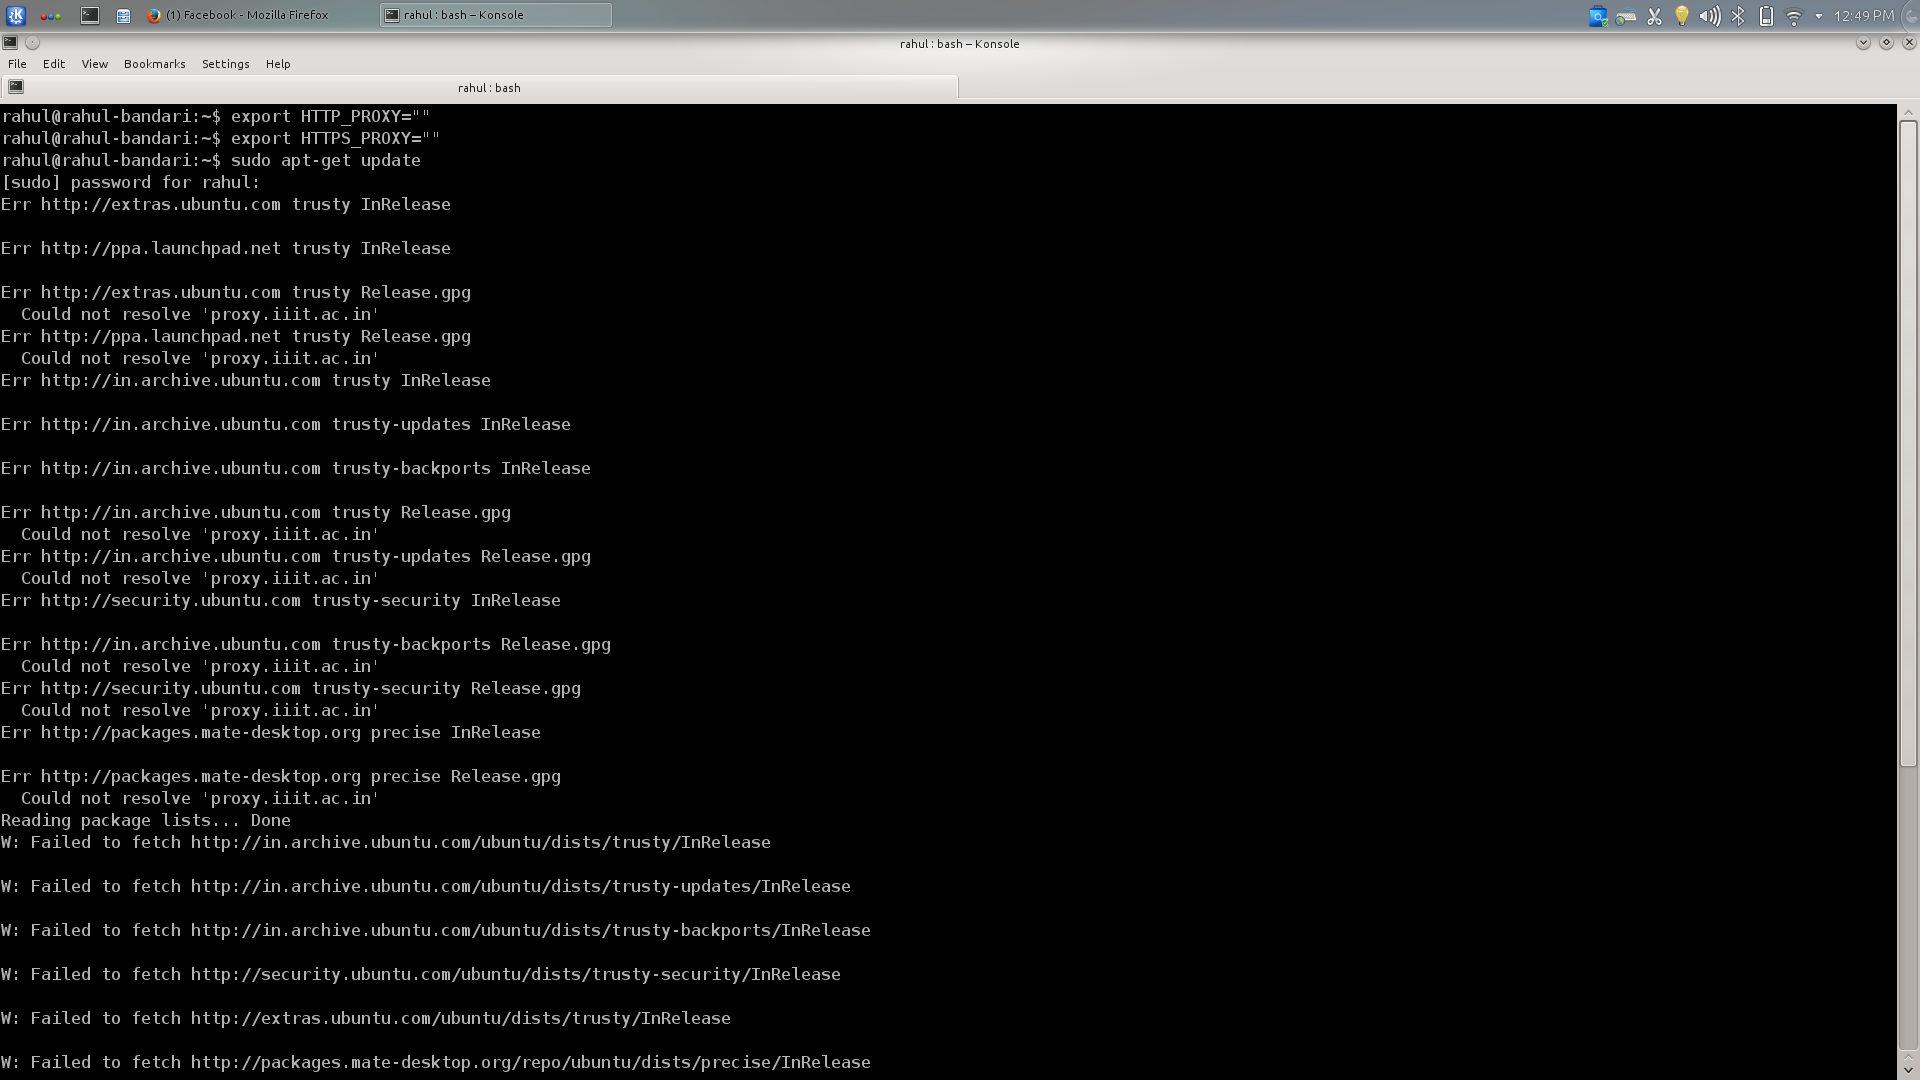 (1) Facebook - Mozilla Firefox
rahul : bash – Konsole
12:49 PM
rahul : bash – Konsole
File Edit View Bookmarks Settings Help
rahul : bash
rahul@rahul-bandari:~$ export HTTP_PROXY=""
rahul@rahul-bandari:~$ export HTTPS_PROXY=""
rahul@rahul-bandari:~$ sudo apt-get update
[sudo] password for rahul:
Err http://extras.ubuntu.com trusty InRelease
Err http://ppa.launchpad.net trusty InRelease
Err http://extras.ubuntu.com trusty Release.gpg
Could not resolve 'proxy.iiit.ac.in'
Err http://ppa.launchpad.net trusty Release.gpg
Could not resolve 'proxy.iiit.ac.in'
Err http://in.archive.ubuntu.com trusty InRelease
Err http://in.archive.ubuntu.com trusty-updates InRelease
Err http://in.archive.ubuntu.com trusty-backports InRelease
Err http://in.archive.ubuntu.com trusty Release.gpg
Could not resolve 'proxy.iiit.ac.in'
Err http://in.archive.ubuntu.com trusty-updates Release.gpg
Could not resolve 'proxy.iiit.ac.in'
Err http://security.ubuntu.com trusty-security InRelease
Err http://in.archive.ubuntu.com trusty-backports Release.gpg
Could not resolve 'proxy.iiit.ac.in'
Err http://security.ubuntu.com trusty-security Release.gpg
Could not resolve 'proxy.iiit.ac.in'
Err http://packages.mate-desktop.org precise InRelease
Err http://packages.mate-desktop.org precise Release.gpg
Could not resolve 'proxy.iiit.ac.in'
Reading package lists... Done
W: Failed to fetch http://in.archive.ubuntu.com/ubuntu/dists/trusty/InRelease
W: Failed to fetch http://in.archive.ubuntu.com/ubuntu/dists/trusty-updates/InRelease
W: Failed to fetch http://in.archive.ubuntu.com/ubuntu/dists/trusty-backports/InRelease
W: Failed to fetch http://security.ubuntu.com/ubuntu/dists/trusty-security/InRelease
W: Failed to fetch http://extras.ubuntu.com/ubuntu/dists/trusty/InRelease
W: Failed to fetch http://packages.mate-desktop.org/repo/ubuntu/dists/precise/InRelease